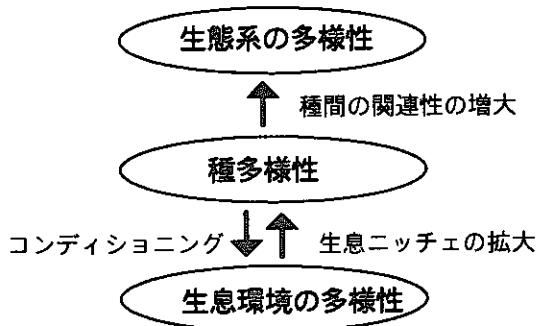 生態系の多様性
種間の関連性の増大
種多様性
コンディショニング
生息ニッチェの拡大
生息環境の多様性